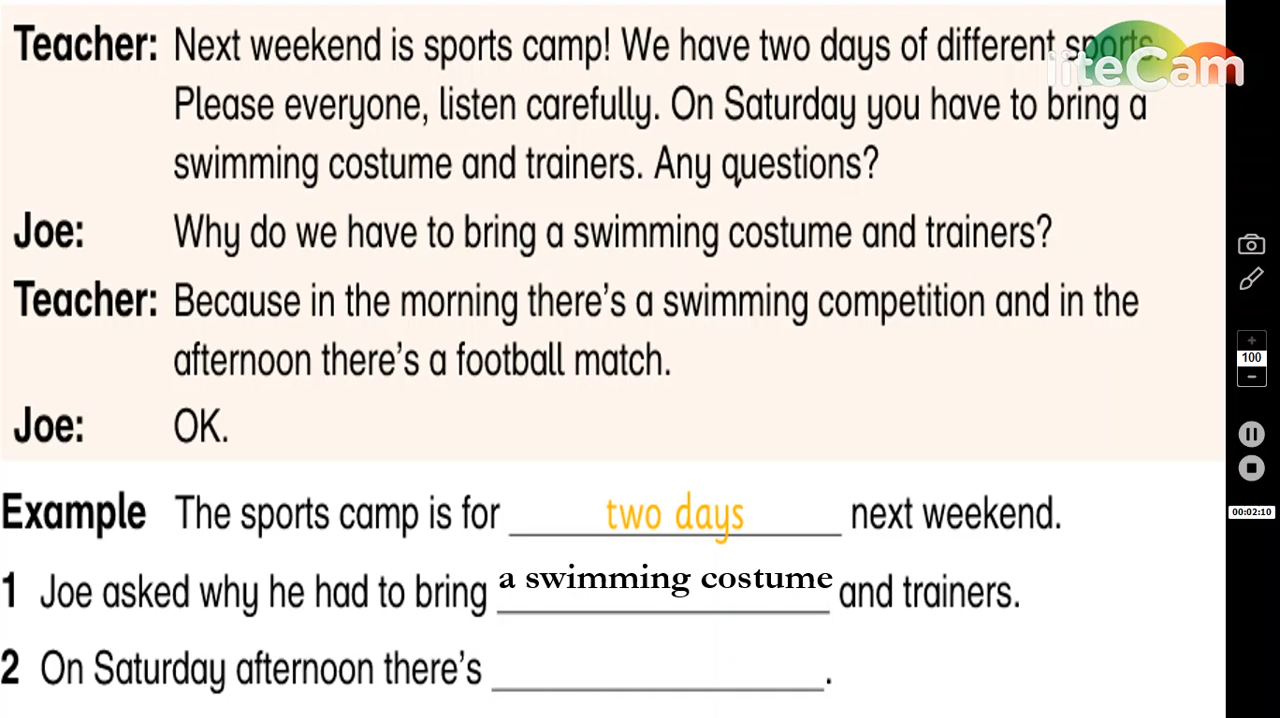 Teacher: Next weekend is sports camp! We have two days of different sports.
Please everyone, listen carefully. On Saturday you have to bring a
swimming costume and trainers. Any questions?
Joe: Why do we have to bring a swimming costume and trainers?
Teacher: Because in the morning there's a swimming competition and in the
afternoon there's a football match.
Joe: OK.
Example The sports camp is for two days next weekend.
1 Joe asked why he had to bring a swimming costume and trainers.
2 On Saturday afternoon there's ____.
liteCam
100
00:02:10